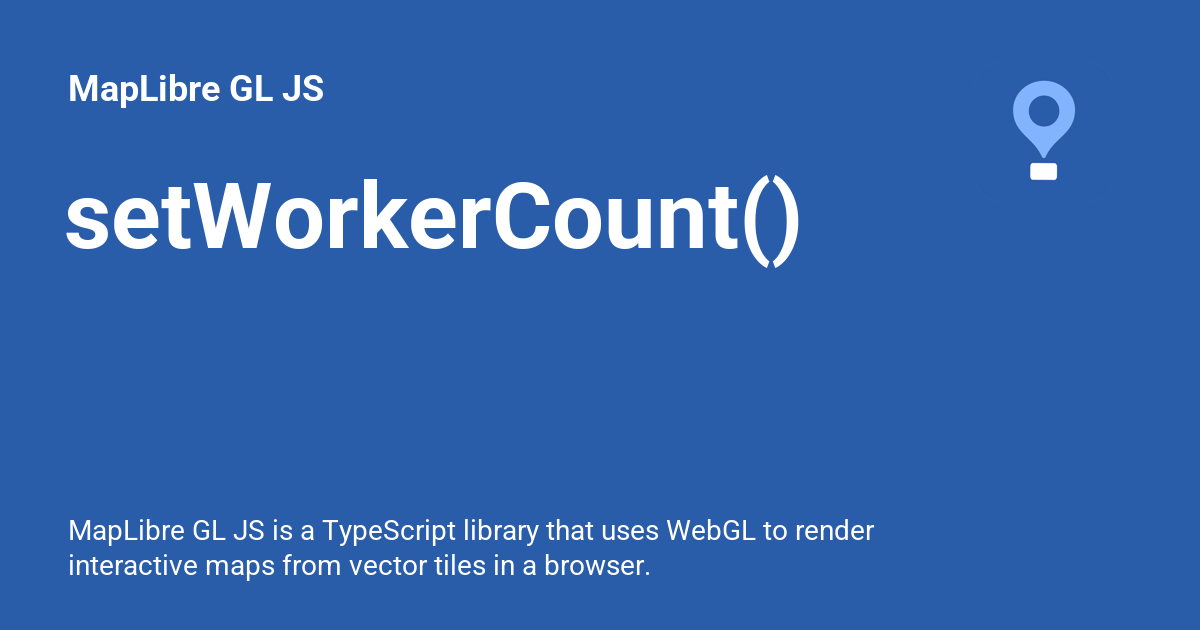 MapLibre GL JS
setWorkerCount()
MapLibre GL JS is a TypeScript library that uses WebGL to render
interactive maps from vector tiles in a browser.